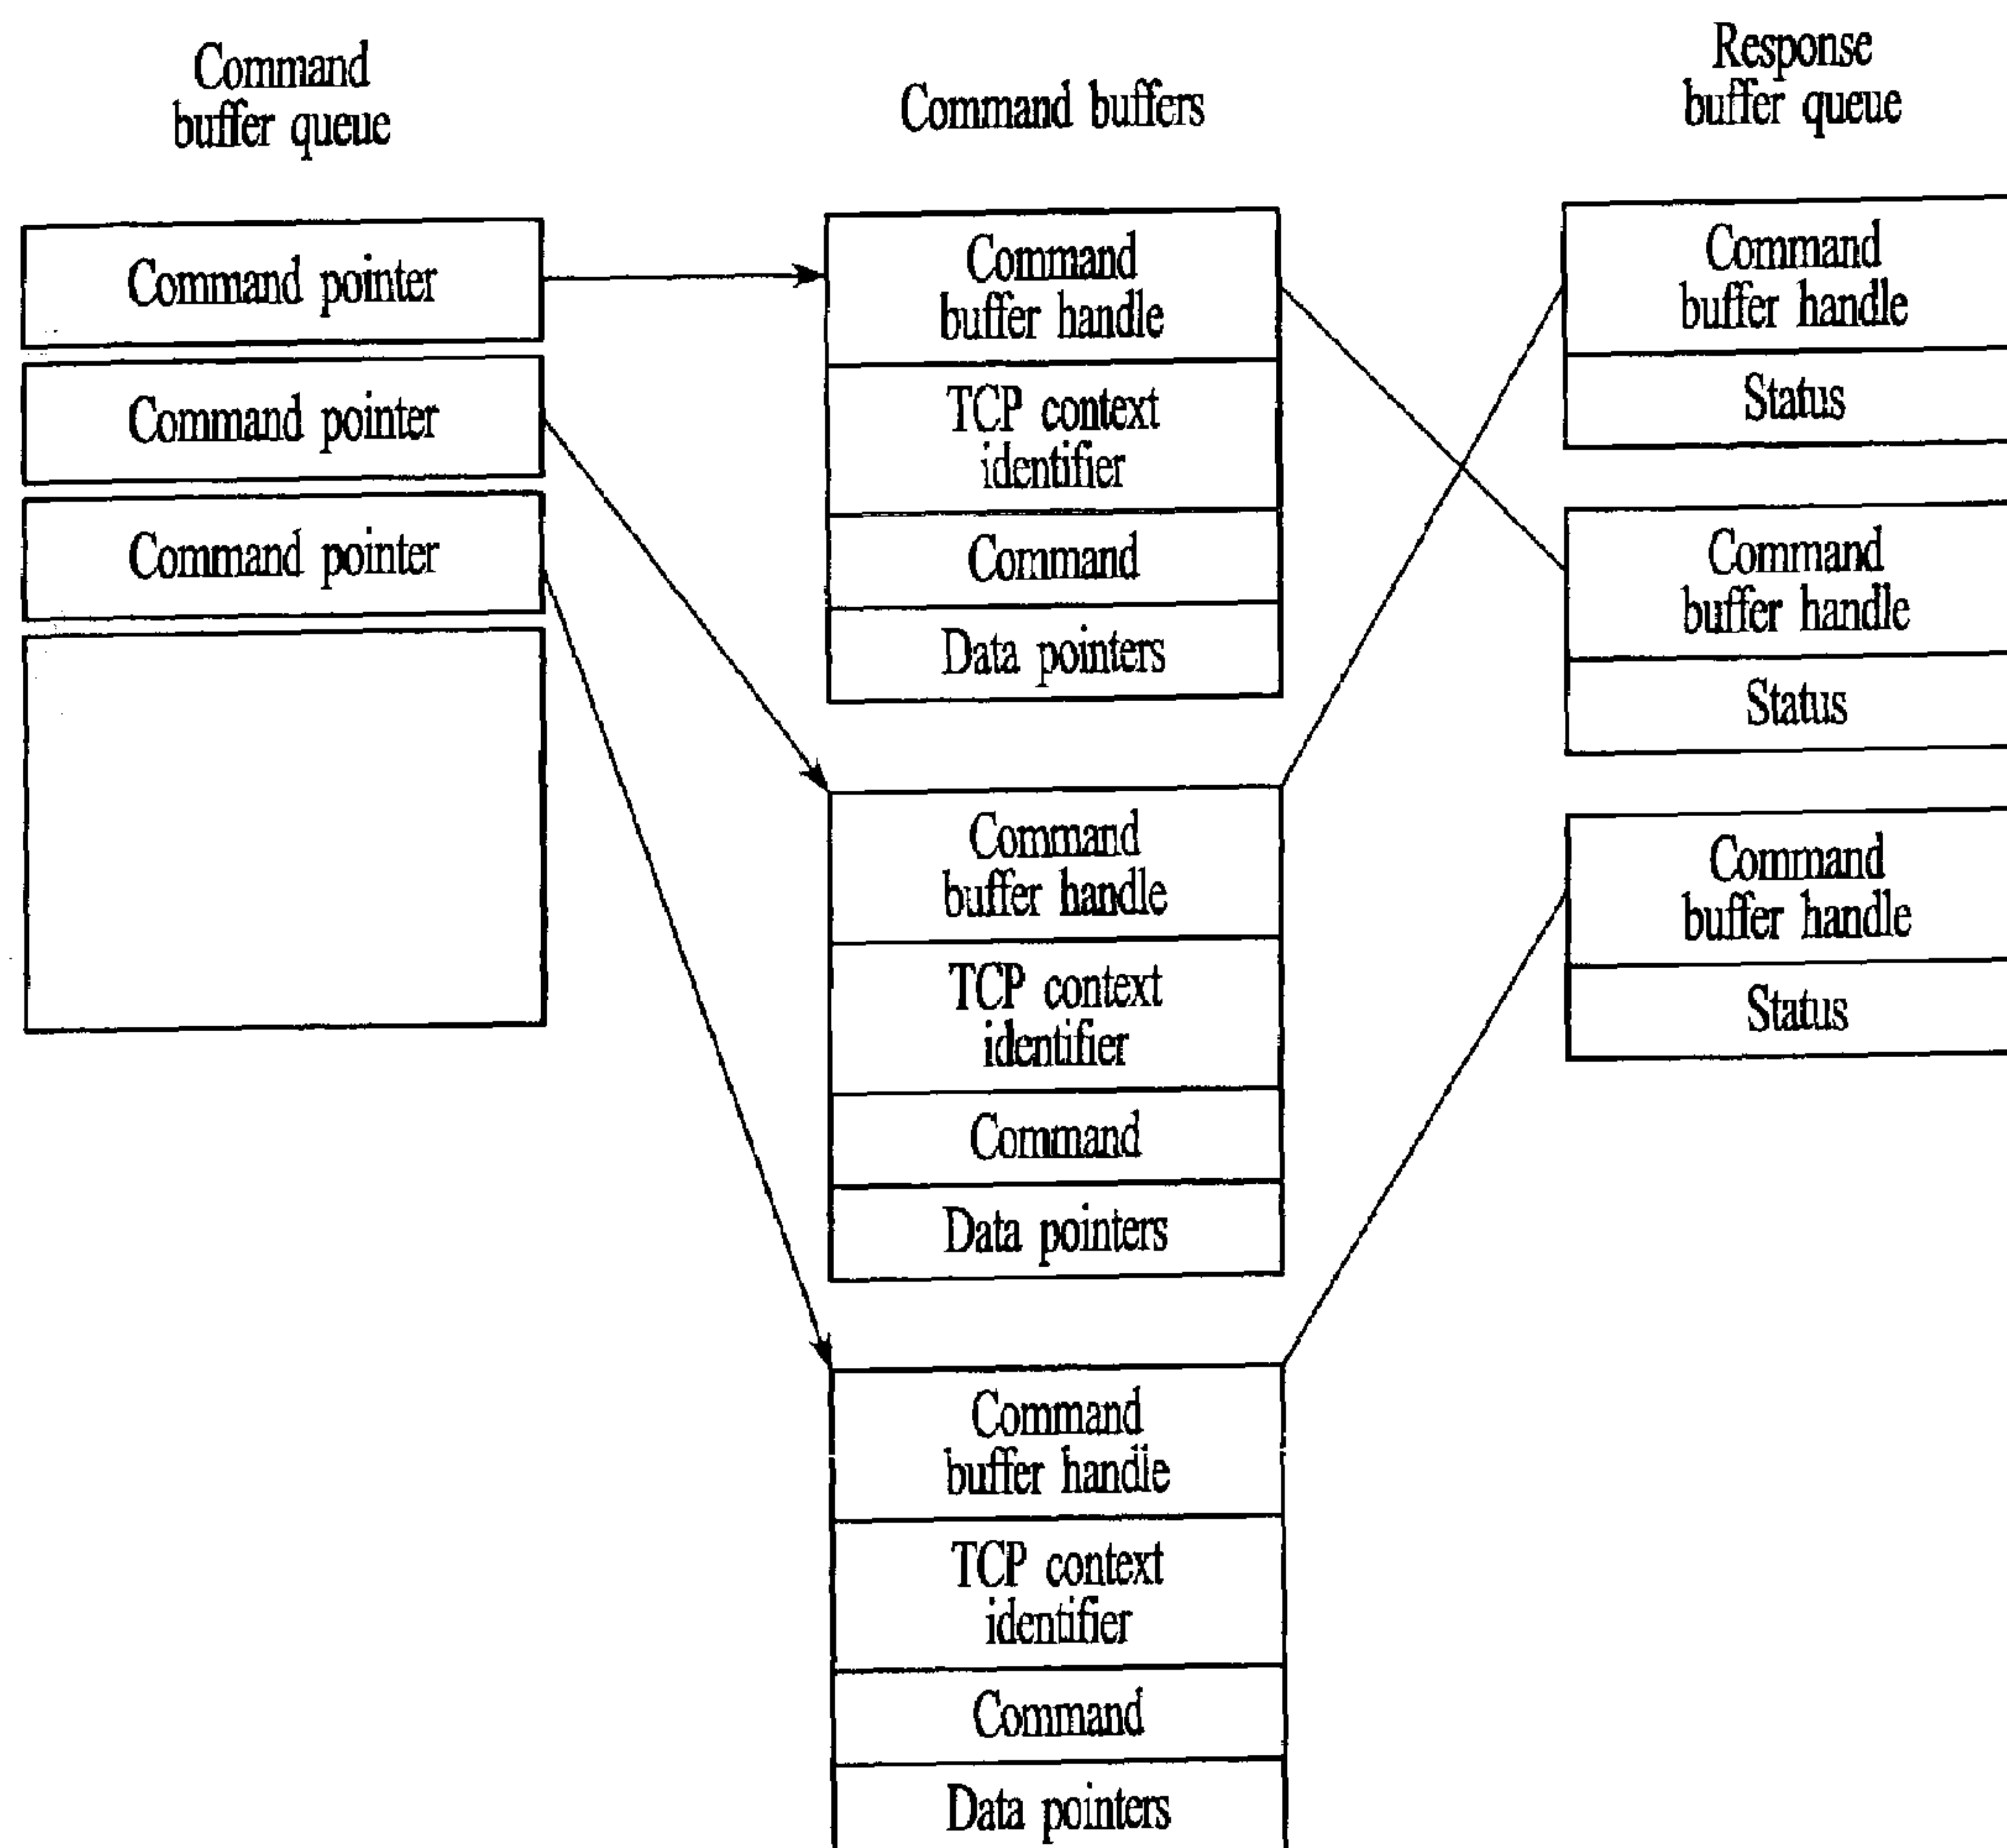 Command
buffer queue
Command pointer
Command pointer
Command pointer
Command buffers
Command
buffer handle
TCP context
identifier
Command
Data pointers
Command
buffer handle
TCP context
identifier
Command
Data pointers
Command
buffer handle
TCP context
identifier
Command
Data pointers
Response
buffer queue
Command
buffer handle
Status
Command
buffer handle
Status
Command
buffer handle
Status